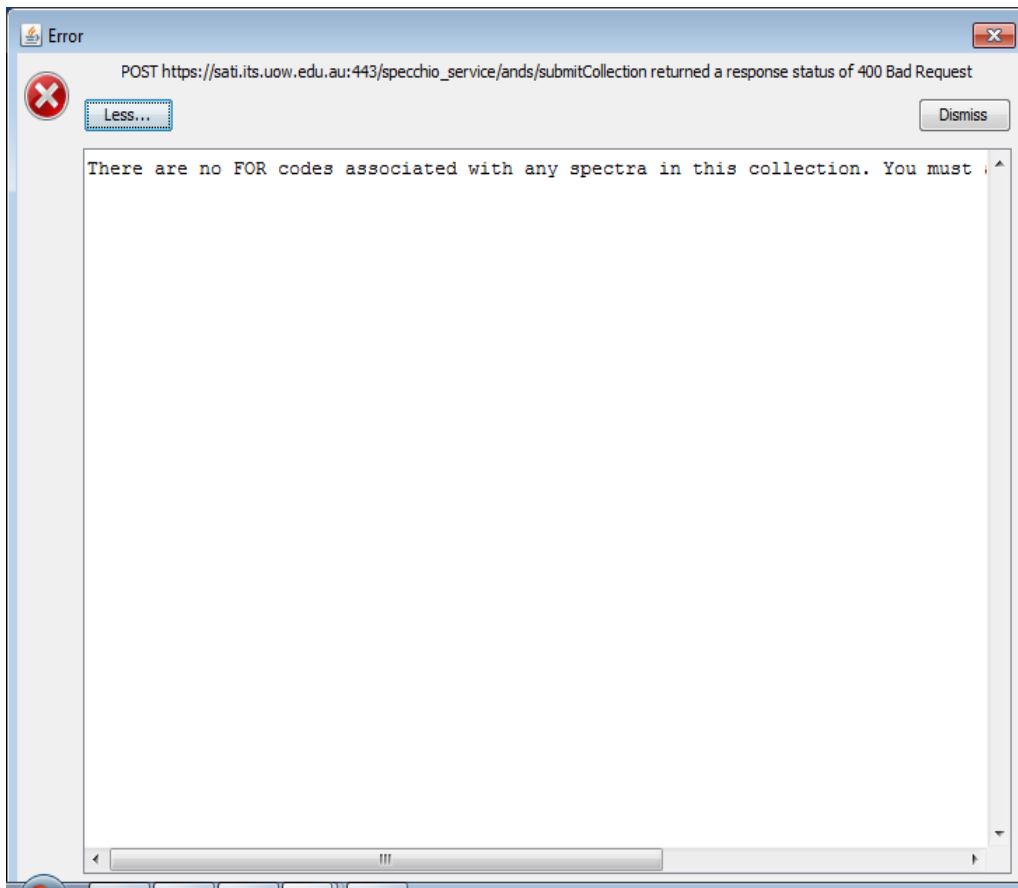 Error
POST https://sati.its.uow.edu.au:443/specchio_service/ands/submitCollection returned a response status of 400 Bad Request
Less...
Dismiss
There are no FOR codes associated with any spectra in this collection. You must